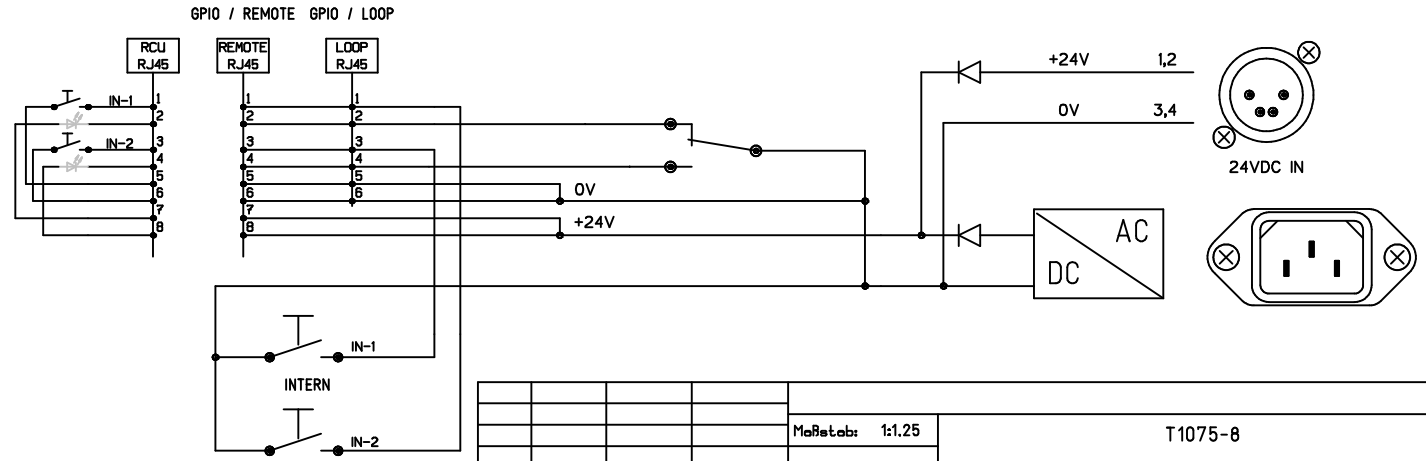 GPIO / REMOTE GPIO / LOOP
RCU
RJ45
REMOTE
RJ45
LOOP
RJ45
IN-1
1
2
IN-2
3
4
5
6
7
8
1
2
3
4
5
6
7
8
1
2
3
4
5
6
0V
+24V
+24V 1,2
0V 3,4
24VDC IN
AC
DC
IN-1
INTERN
IN-2
Maßstab: 1:1.25
T1075-8